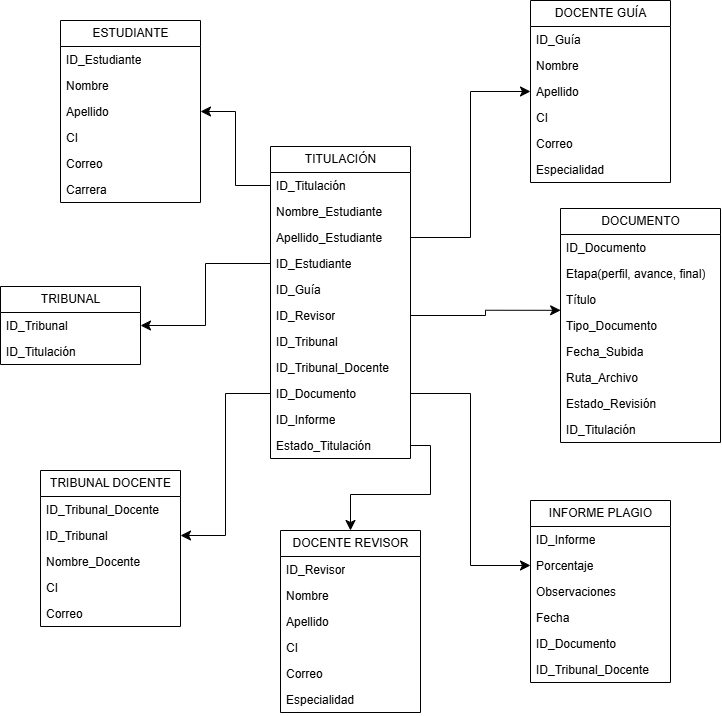 ESTUDIANTE
ID_Estudiante
Nombre
Apellido
CI
Correo
Carrera
DOCENTE GUÍA
ID_Guía
Nombre
Apellido
CI
Correo
Especialidad
TITULACIÓN
ID_Titulación
Nombre_Estudiante
Apellido_Estudiante
ID_Estudiante
ID_Guía
ID_Revisor
ID_Tribunal
ID_Tribunal_Docente
ID_Documento
ID_Informe
Estado_Titulación
DOCUMENTO
ID_Documento
Etapa(perfil, avance, final)
Título
Tipo_Documento
Fecha_Subida
Ruta_Archivo
Estado_Revisión
ID_Titulación
TRIBUNAL
ID_Tribunal
ID_Titulación
TRIBUNAL DOCENTE
ID_Tribunal_Docente
ID_Tribunal
Nombre_Docente
CI
Correo
DOCENTE REVISOR
ID_Revisor
Nombre
Apellido
CI
Correo
Especialidad
INFORME PLAGIO
ID_Informe
Porcentaje
Observaciones
Fecha
ID_Documento
ID_Tribunal_Docente